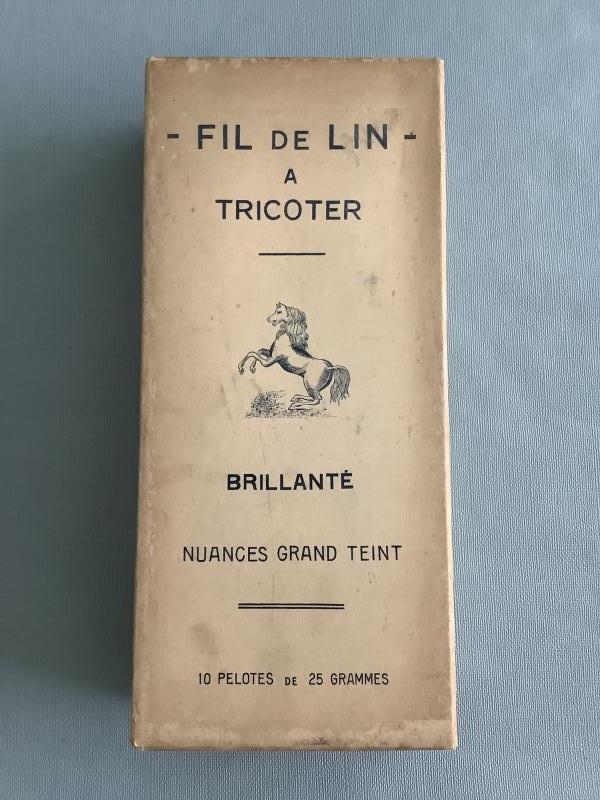 - FIL DE LIN -
A
TRICOTER
BRILLANTÉ
NUANCES GRAND TEINT
10 PELOTES DE 25 GRAMMES